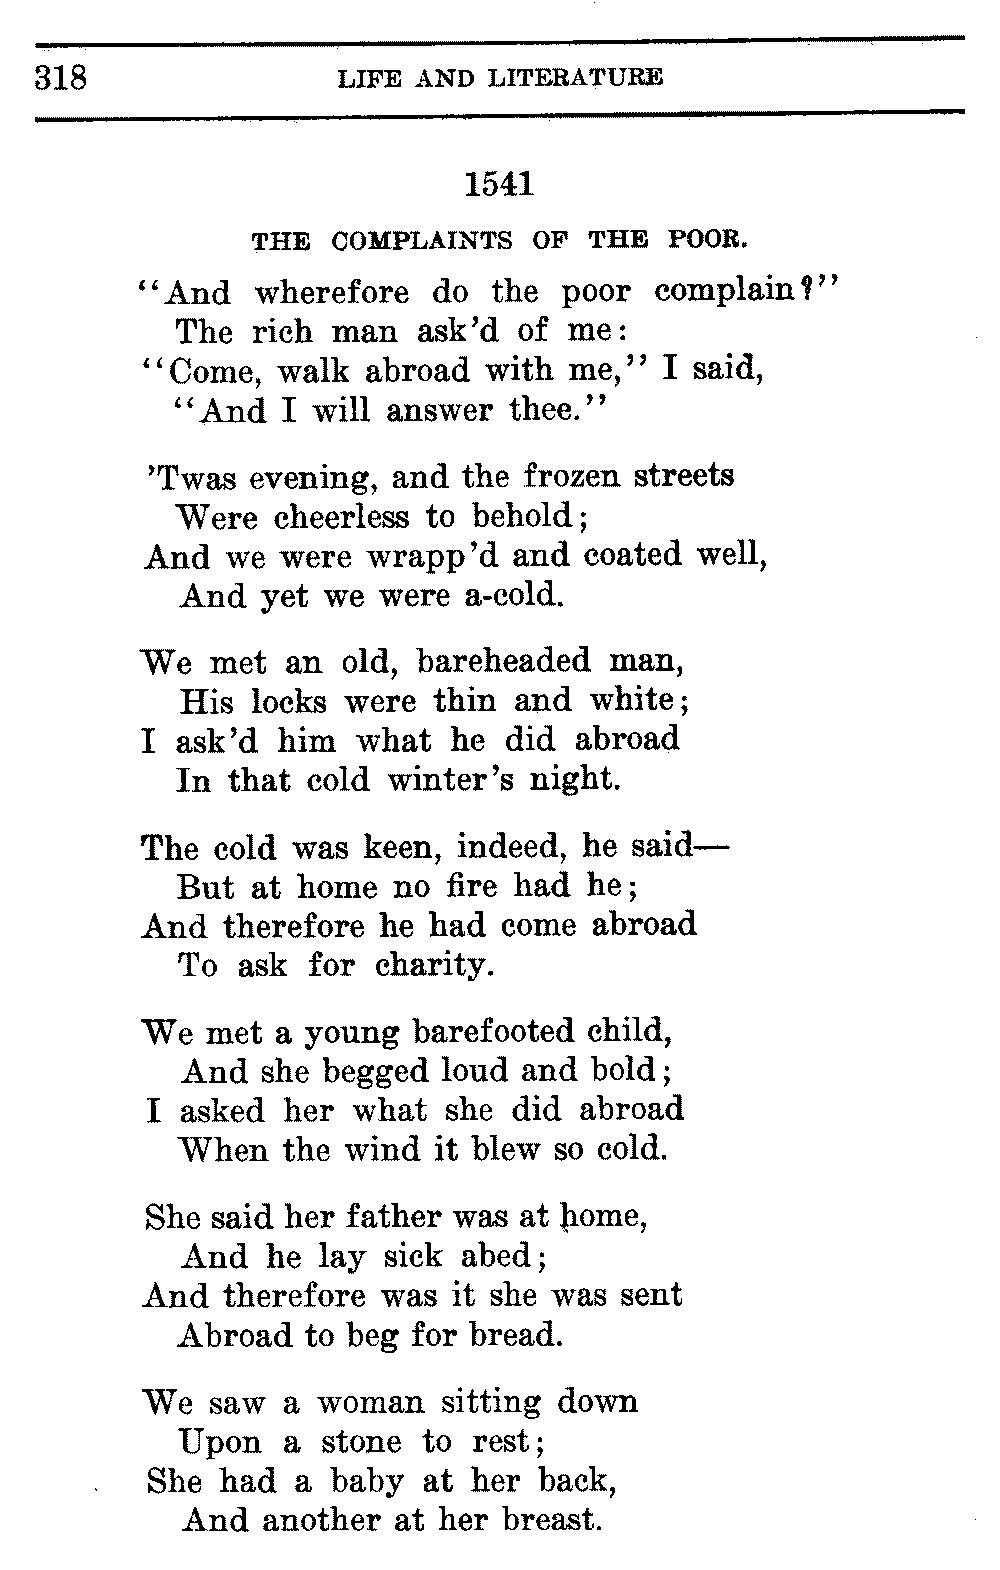 318 LIFE AND LITERATURE
1541
THE COMPLAINTS OF THE POOR.
“And wherefore do the poor complain?”
The rich man ask’d of me:
“Come, walk abroad with me,” I said,
“And I will answer thee.”
’Twas evening, and the frozen streets
Were cheerless to behold;
And we were wrapp’d and coated well,
And yet we were a-cold.
We met an old, bareheaded man,
His locks were thin and white;
I ask’d him what he did abroad
In that cold winter’s night.
The cold was keen, indeed, he said—
But at home no fire had he;
And therefore he had come abroad
To ask for charity.
We met a young barefooted child,
And she begged loud and bold;
I asked her what she did abroad
When the wind it blew so cold.
She said her father was at home,
And he lay sick abed;
And therefore was it she was sent
Abroad to beg for bread.
We saw a woman sitting down
Upon a stone to rest;
She had a baby at her back,
And another at her breast.